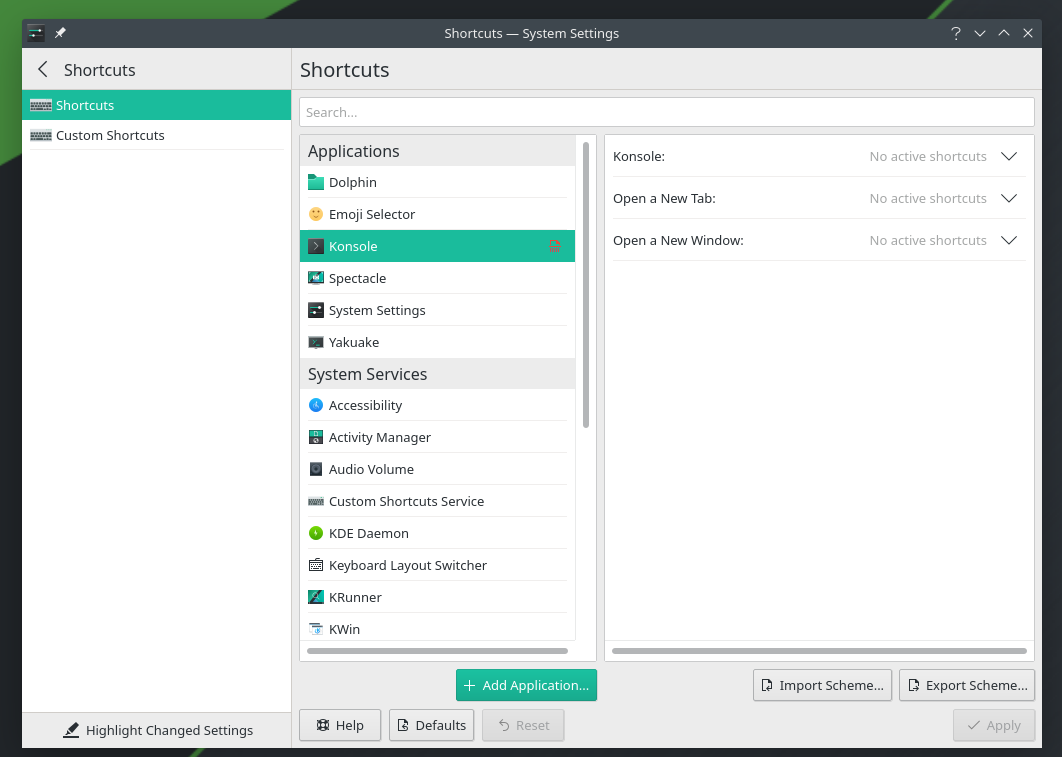 Shortcuts — System Settings
?
Shortcuts
Shortcuts
Custom Shortcuts
Highlight Changed Settings
Shortcuts
Search...
Applications
Dolphin
Emoji Selector
Konsole
Spectacle
System Settings
Yakuake
System Services
Accessibility
Activity Manager
Audio Volume
Custom Shortcuts Service
KDE Daemon
Keyboard Layout Switcher
KRunner
KWin
Konsole: No active shortcuts
Open a New Tab: No active shortcuts
Open a New Window: No active shortcuts
Add Application... Import Scheme... Export Scheme...
Help Defaults Reset Apply